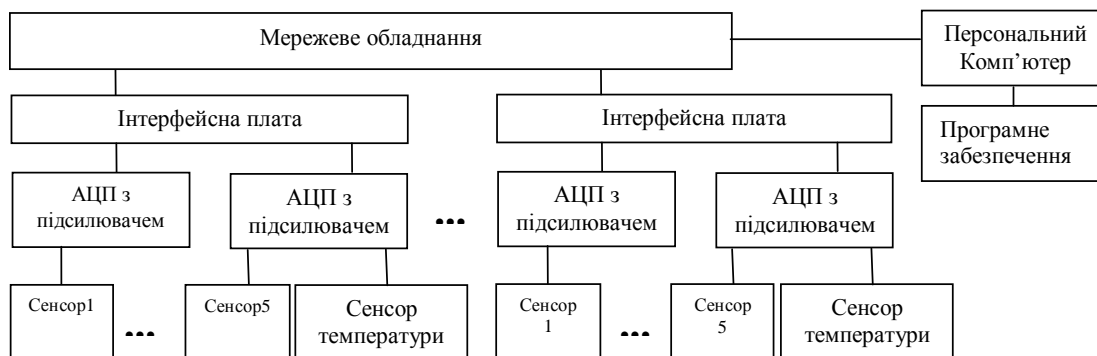 Мережеве обладнання
Персональний
Комп’ютер
Інтерфейсна плата
Інтерфейсна плата
Програмне
забезпечення
АЦП з
підсилювачем
АЦП з
підсилювачем
...
АЦП з
підсилювачем
АЦП з
підсилювачем
Сенсор1
...
Сенсор5
Сенсор
температури
Сенсор
1
...
Сенсор
5
Сенсор
температури